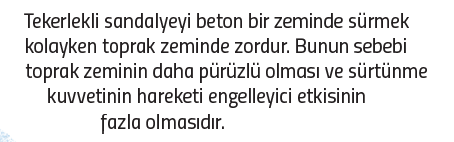 Tekerlekli sandalyeyi beton bir zeminde sürmek
kolayken toprak zeminde zordur. Bunun sebebi
toprak zeminin daha pürüzlü olması ve sürtünme
kuvvetinin hareketi engelleyici etkisinin
fazla olmasıdır.